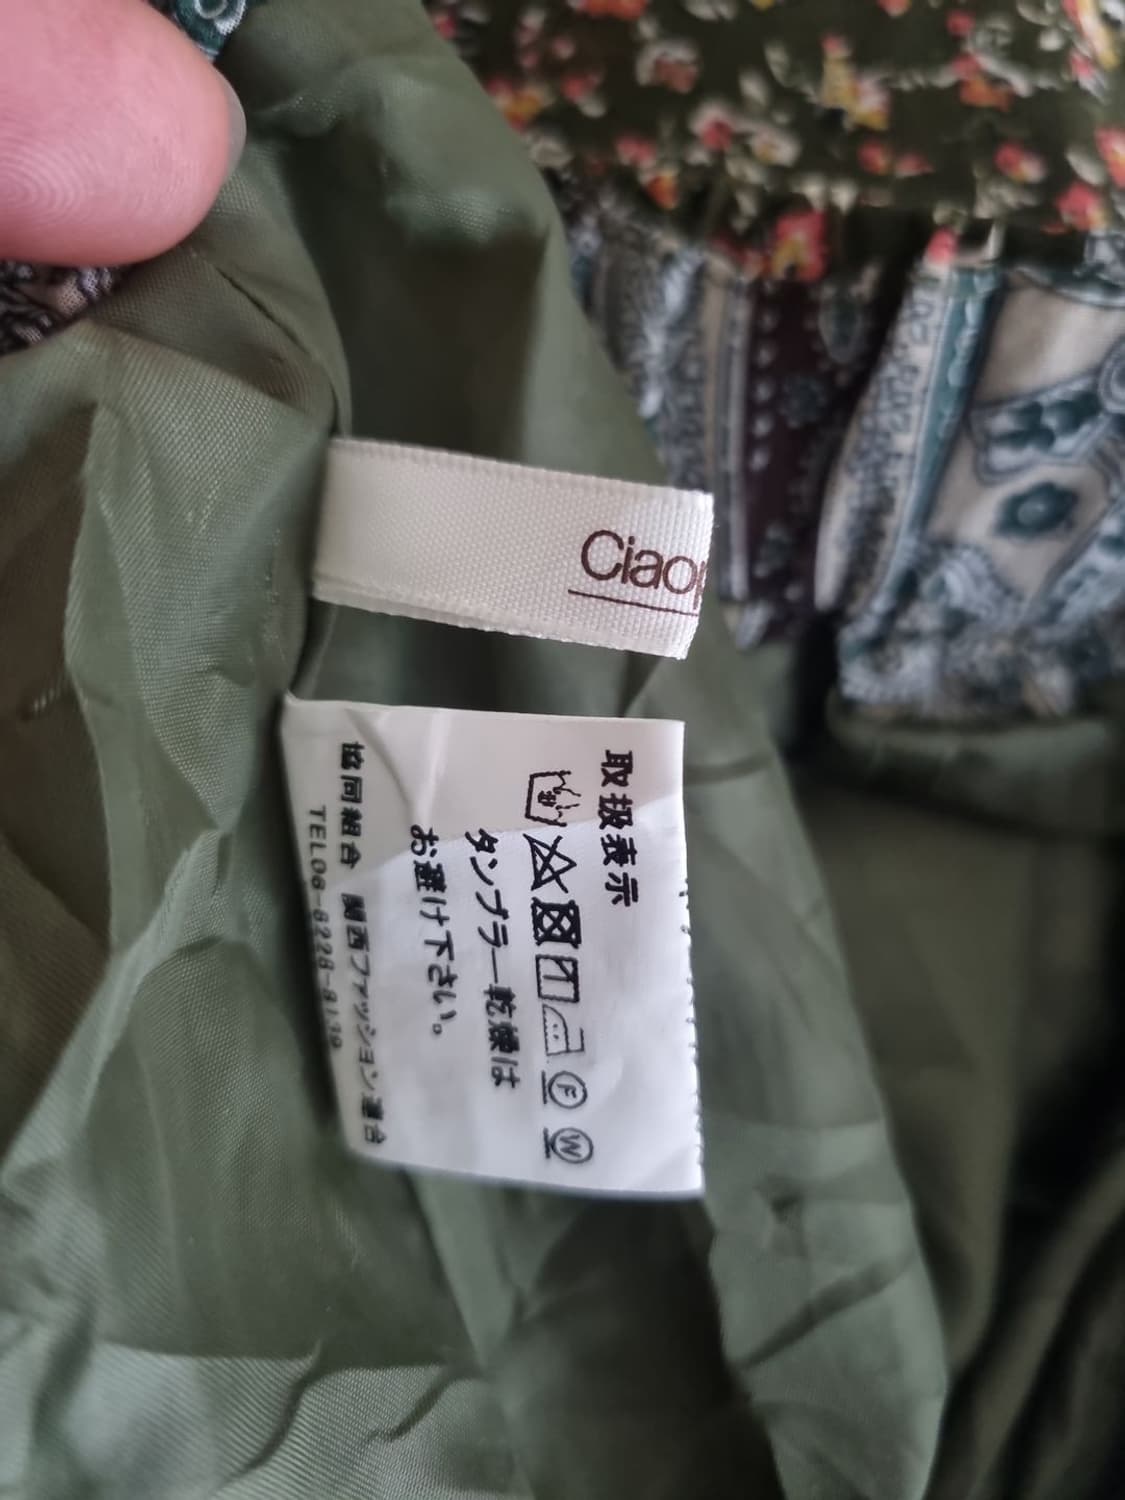 Ciao
取扱表示
F
W
タンブラー乾燥は
お避け下さい。
協同組合 関西ファッション連合
TEL06-6228-8139